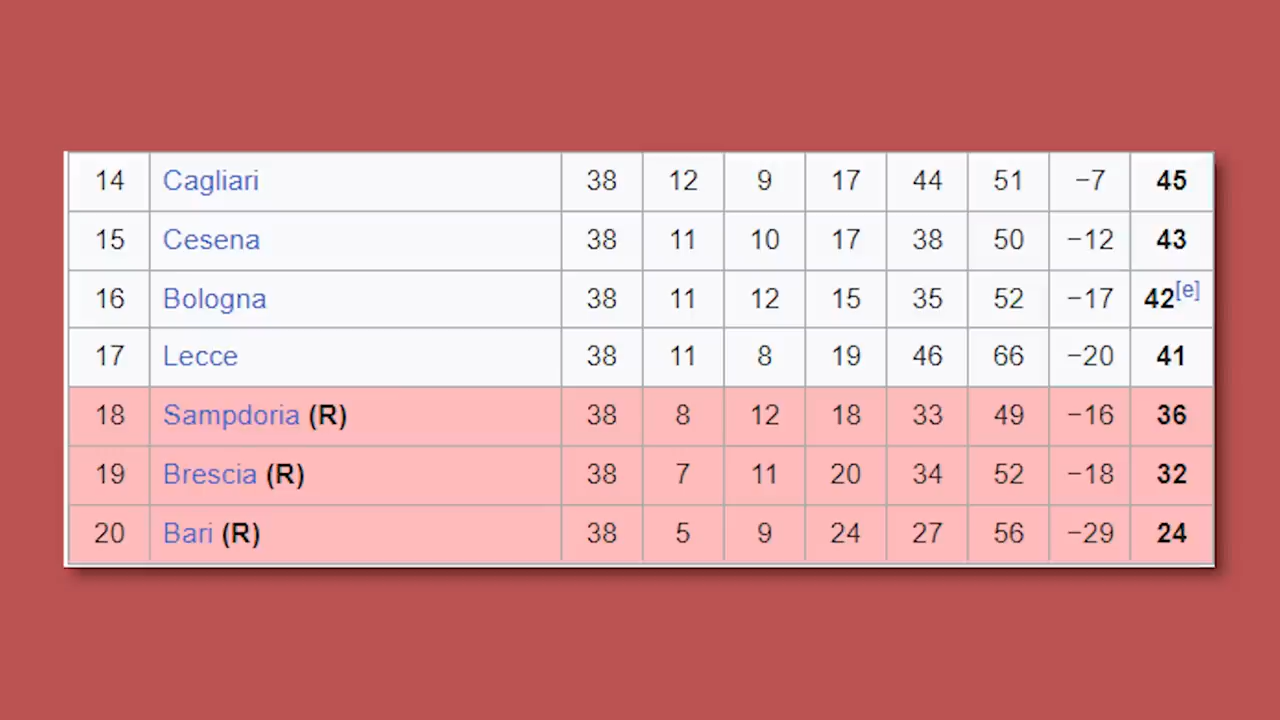 14 Cagliari 38 12 9 17 44 51 −7 45
15 Cesena 38 11 10 17 38 50 −12 43
16 Bologna 38 11 12 15 35 52 −17 42[e]
17 Lecce 38 11 8 19 46 66 −20 41
18 Sampdoria (R) 38 8 12 18 33 49 −16 36
19 Brescia (R) 38 7 11 20 34 52 −18 32
20 Bari (R) 38 5 9 24 27 56 −29 24